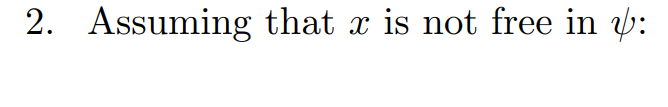 2. Assuming that x is not free in ψ: